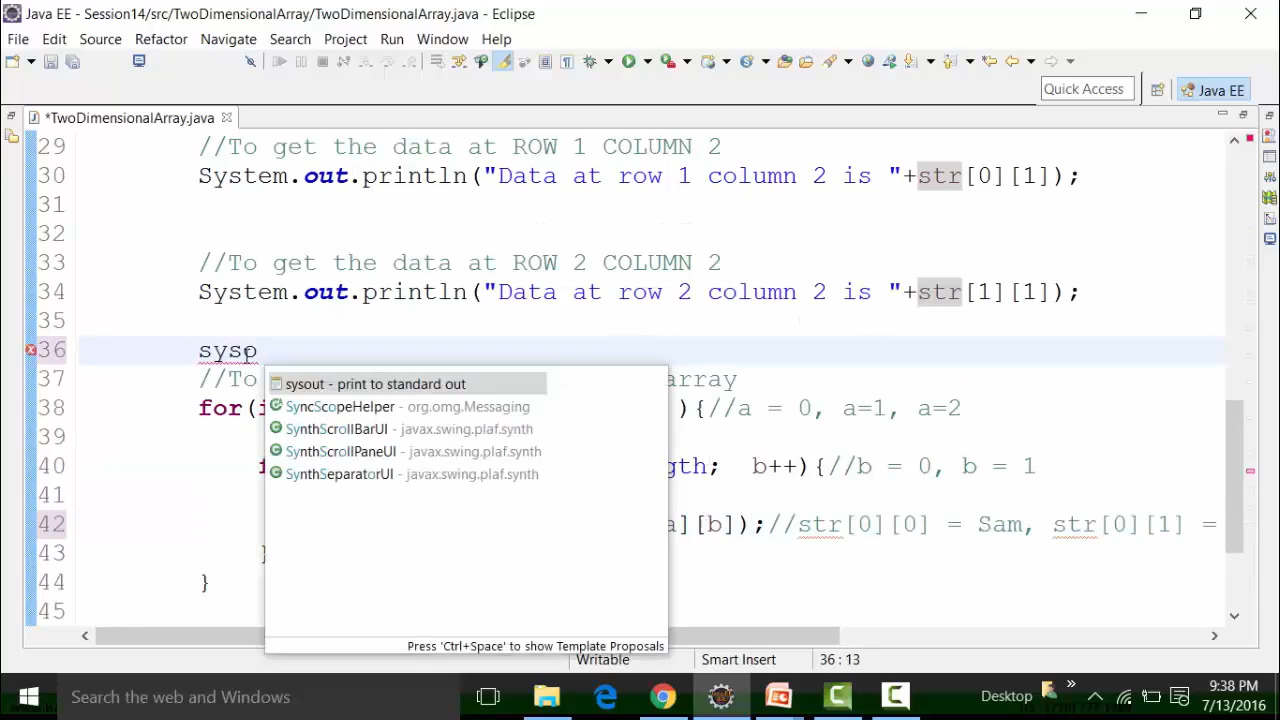 Java EE - Session14/src/TwoDimensionalArray/TwoDimensionalArray.java - Eclipse
File Edit Source Refactor Navigate Search Project Run Window Help
Quick Access
Java EE
*TwoDimensionalArray.java
29 //To get the data at ROW 1 COLUMN 2
30 System.out.println("Data at row 1 column 2 is "+str[0][1]);
31
32
33 //To get the data at ROW 2 COLUMN 2
34 System.out.println("Data at row 2 column 2 is "+str[1][1]);
35
36 syso
37 //To array
38 for( ){//a = 0, a=1, a=2
39
40 gth; b++){//b = 0, b = 1
41
42 a][b]);//str[0][0] = Sam, str[0][1] =
43 }
44 }
45
sysout - print to standard out
SyncScopeHelper - org.omg.Messaging
SynthScrollBarUI - javax.swing.plaf.synth
SynthScrollPaneUI - javax.swing.plaf.synth
SynthSeparatorUI - javax.swing.plaf.synth
Press 'Ctrl+Space' to show Template Proposals
Writable Smart Insert 36 : 13
Search the web and Windows
Desktop
9:38 PM
7/13/2016